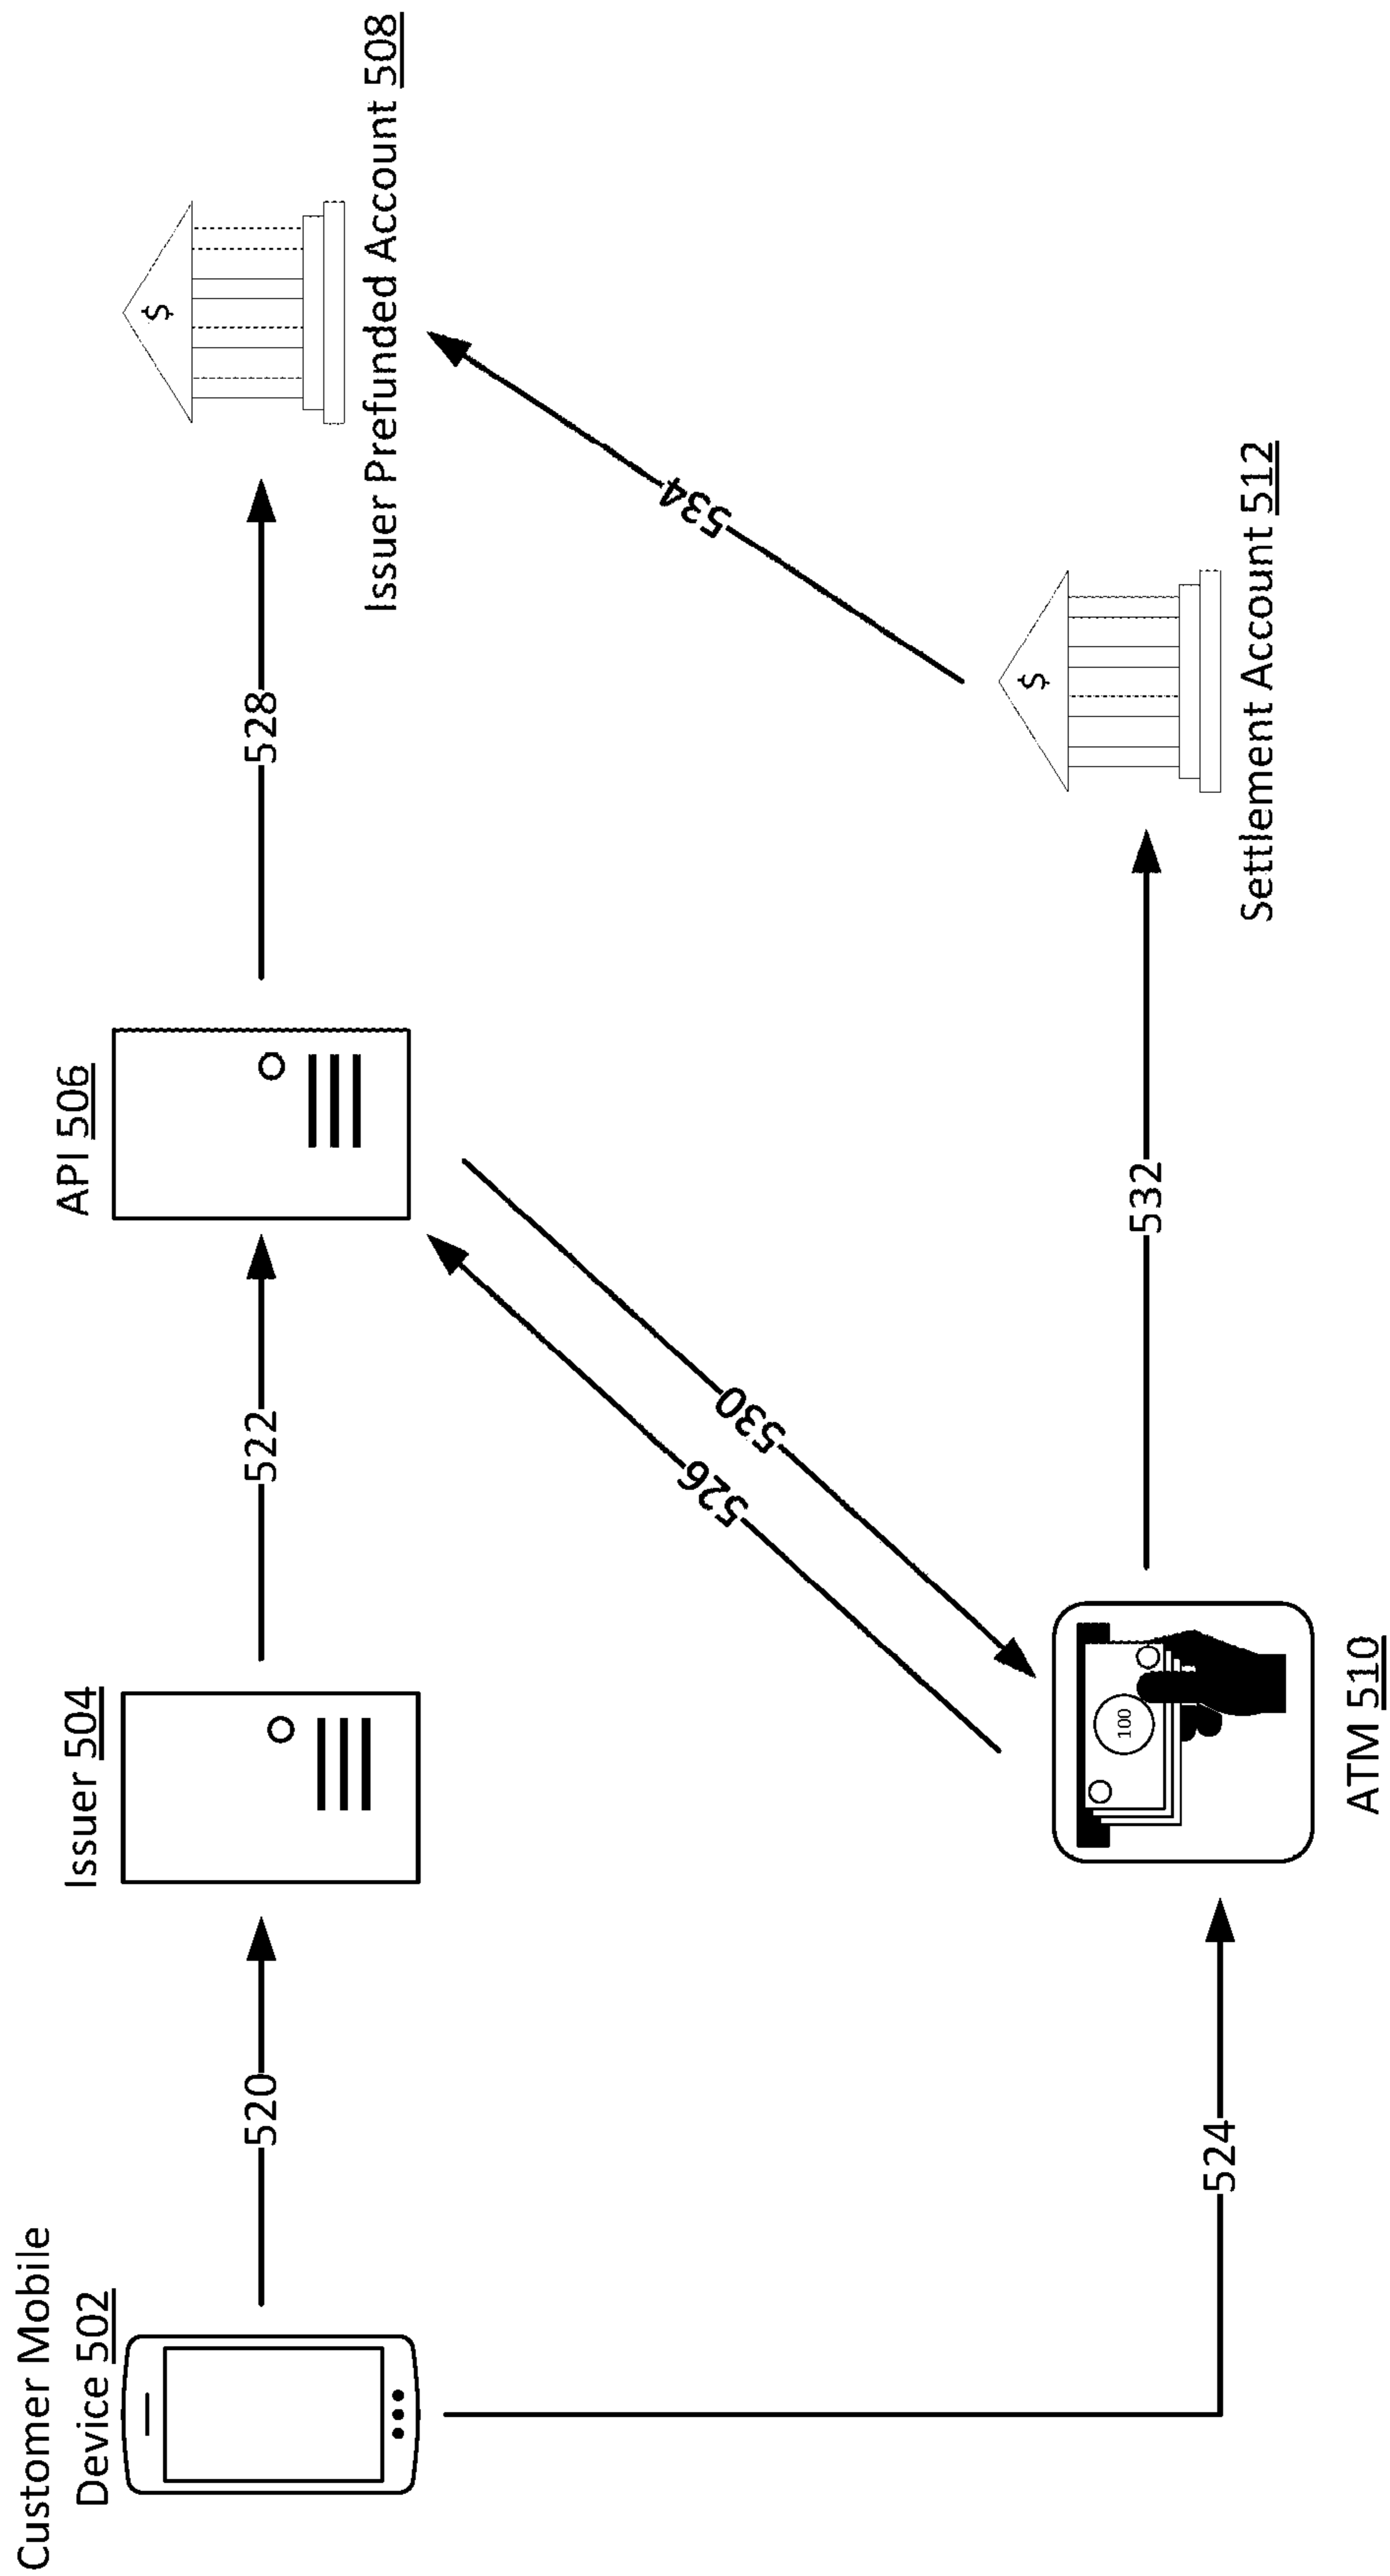 Customer Mobile
Device 502
520
Issuer 504
522
API 506
528
$
Issuer Prefunded Account 508
526
530
534
524
100
ATM 510
532
$
Settlement Account 512